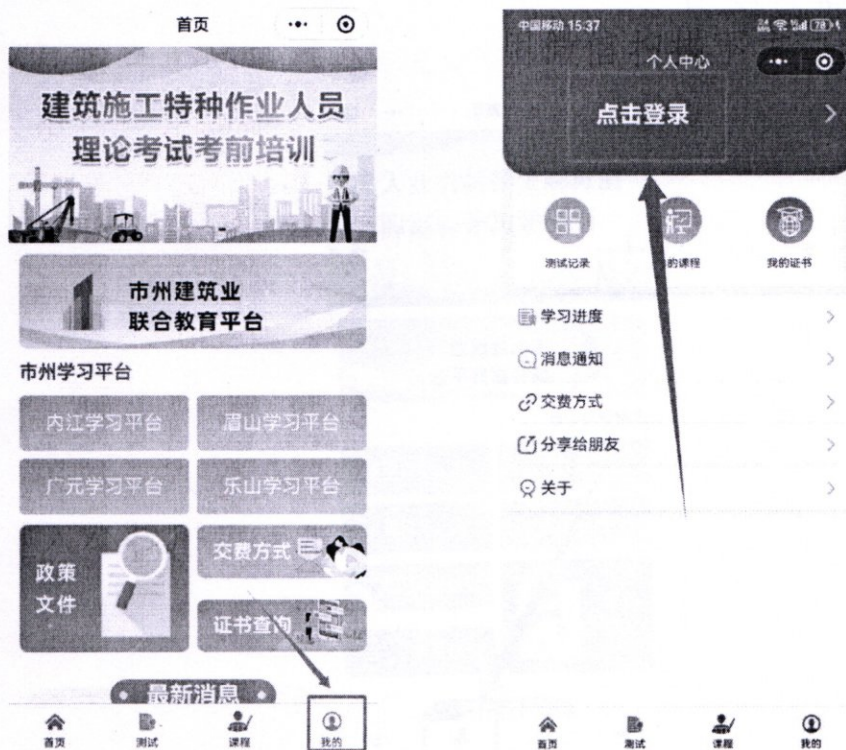 首页
建筑施工特种作业人员
理论考试考前培训
市州建筑业
联合教育平台
市州学习平台
内江学习平台
眉山学习平台
广元学习平台
乐山学习平台
政策
文件
交费方式
证书查询
最新消息
首页
测试
课程
我的
中国移动 15:37
78
个人中心
点击登录
测试记录
的课程
我的证书
学习进度
消息通知
交费方式
分享给朋友
关于
首页
测试
课程
我的